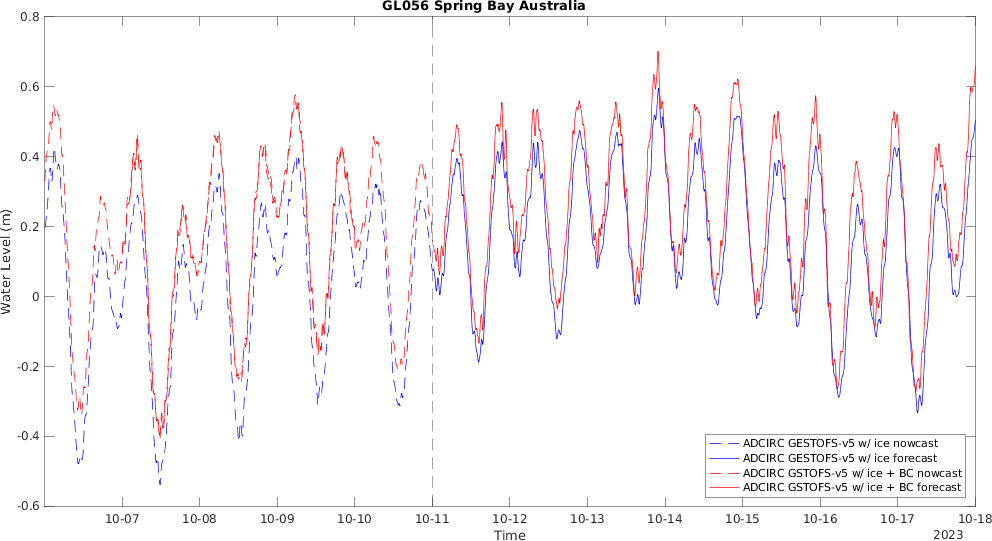 GL056 Spring Bay Australia
0.8
0.6
0.4
0.2
0
-0.2
-0.4
-0.6
Water Level (m)
10-07 10-08 10-09 10-10 10-11 10-12 10-13 10-14 10-15 10-16 10-17 10-18
Time
2023
ADCIRC GESTOFS-v5 w/ ice nowcast
ADCIRC GESTOFS-v5 w/ ice forecast
ADCIRC GSTOFS-v5 w/ ice + BC nowcast
ADCIRC GSTOFS-v5 w/ ice + BC forecast